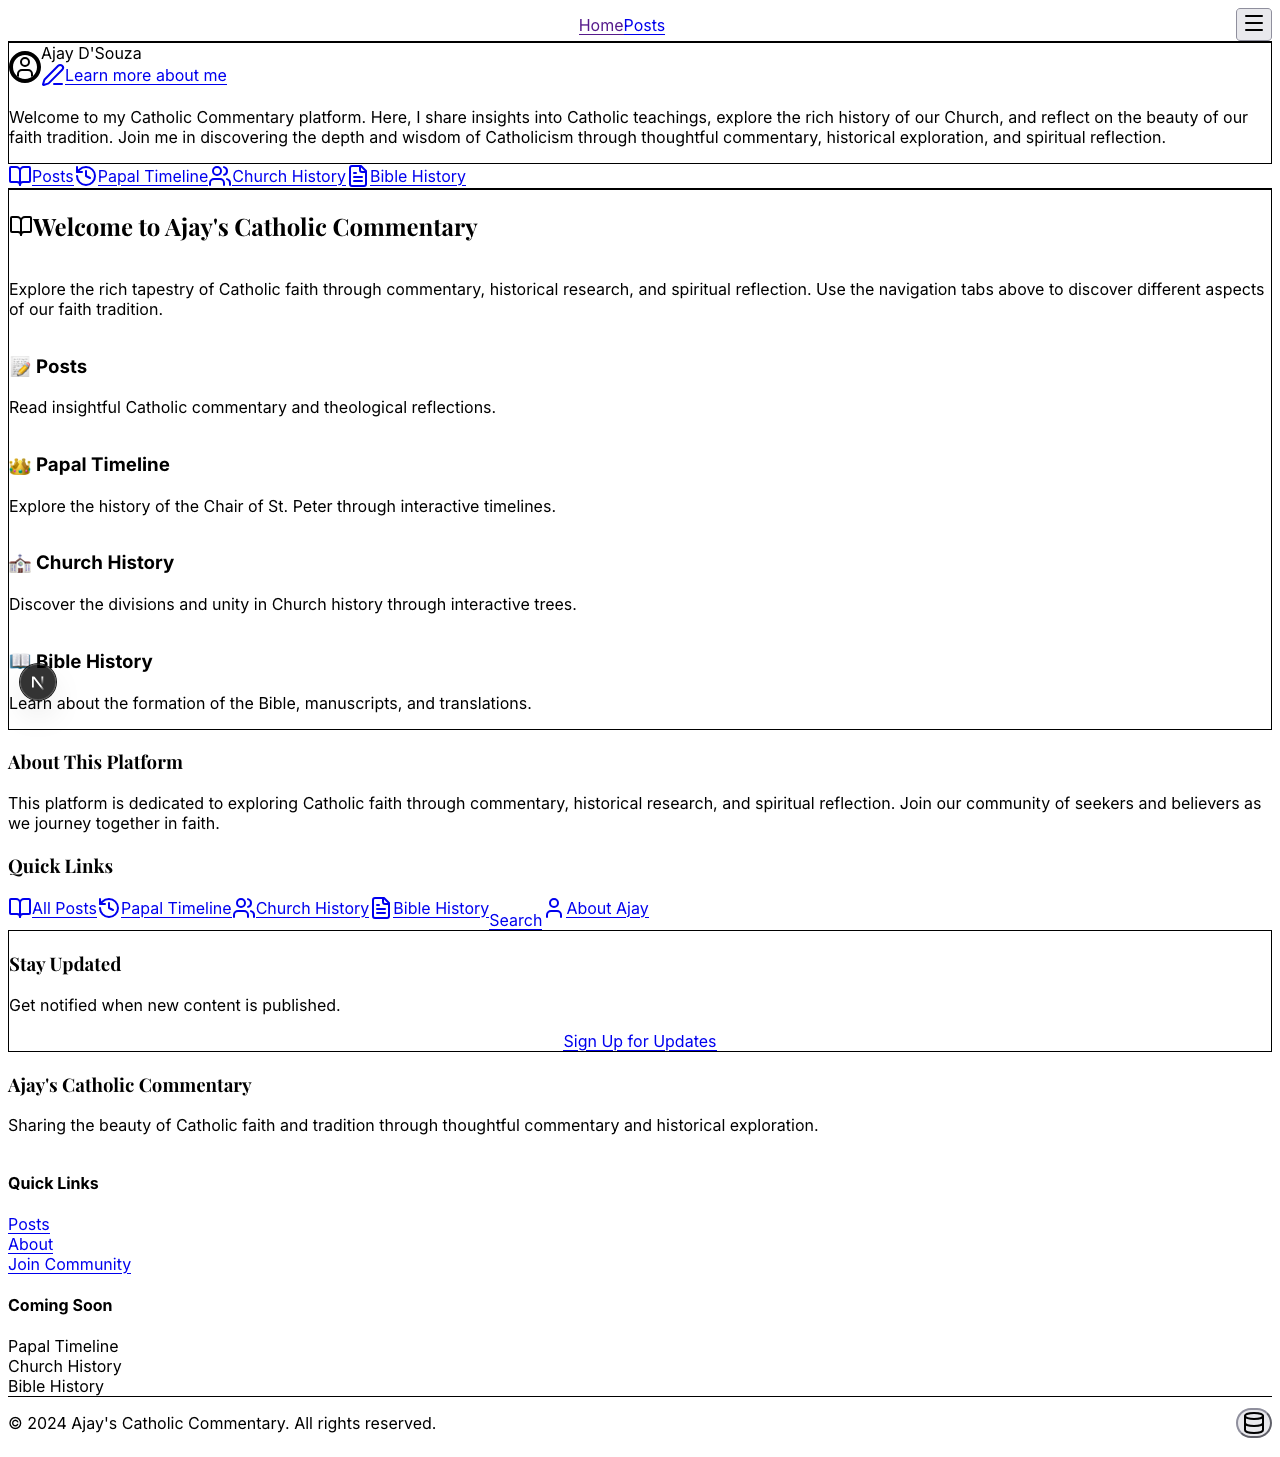 HomePosts
Ajay D'Souza
Learn more about me
Welcome to my Catholic Commentary platform. Here, I share insights into Catholic teachings, explore the rich history of our Church, and reflect on the beauty of our
faith tradition. Join me in discovering the depth and wisdom of Catholicism through thoughtful commentary, historical exploration, and spiritual reflection.
Posts Papal Timeline Church History Bible History
Welcome to Ajay's Catholic Commentary
Explore the rich tapestry of Catholic faith through commentary, historical research, and spiritual reflection. Use the navigation tabs above to discover different aspects
of our faith tradition.
📝 Posts
Read insightful Catholic commentary and theological reflections.
👑 Papal Timeline
Explore the history of the Chair of St. Peter through interactive timelines.
⛪ Church History
Discover the divisions and unity in Church history through interactive trees.
📖 Bible History
N
Learn about the formation of the Bible, manuscripts, and translations.
About This Platform
This platform is dedicated to exploring Catholic faith through commentary, historical research, and spiritual reflection. Join our community of seekers and believers as
we journey together in faith.
Quick Links
All Posts Papal Timeline Church History Bible History Search About Ajay
Stay Updated
Get notified when new content is published.
Sign Up for Updates
Ajay's Catholic Commentary
Sharing the beauty of Catholic faith and tradition through thoughtful commentary and historical exploration.
Quick Links
Posts
About
Join Community
Coming Soon
Papal Timeline
Church History
Bible History
© 2024 Ajay's Catholic Commentary. All rights reserved.